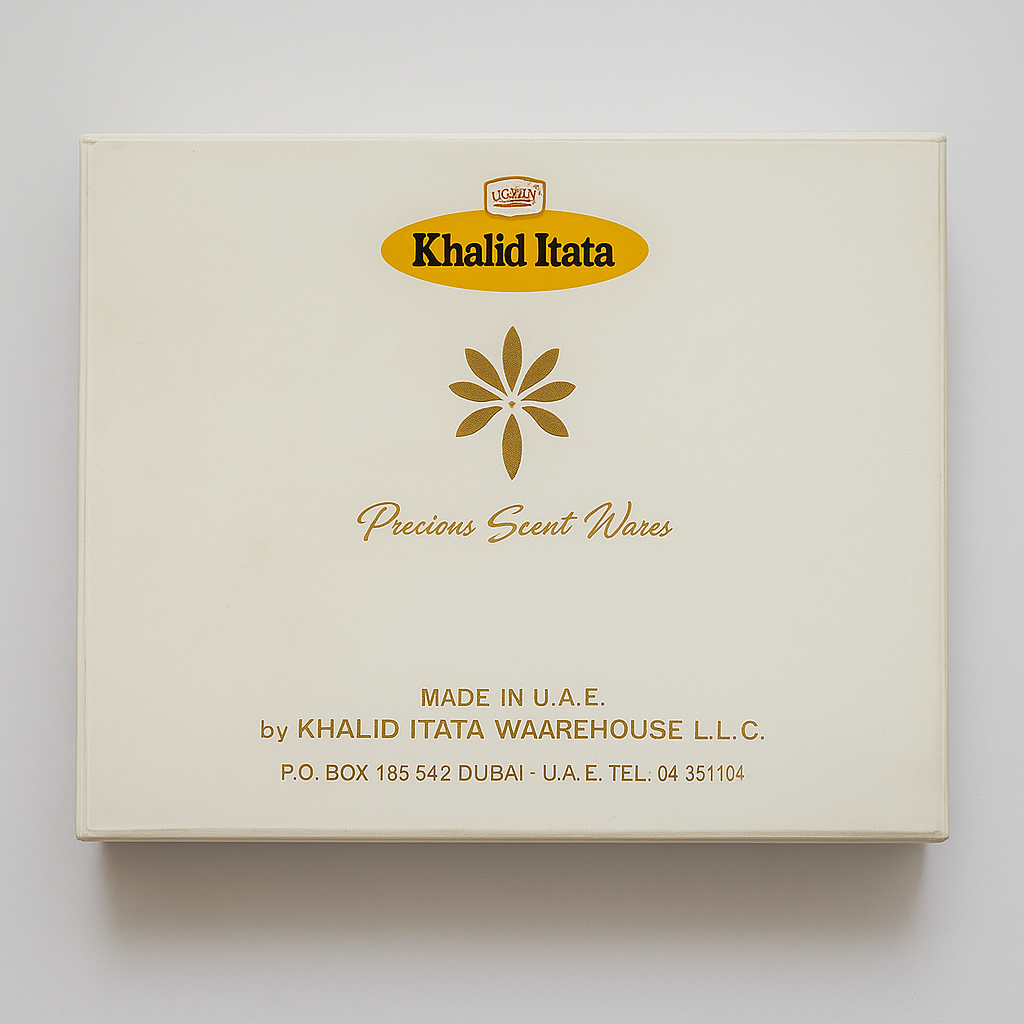 Khalid Itata
Precious Scent Wares
MADE IN U.A.E.
by KHALID ITATA WAAREHOUSE L.L.C.
P.O. BOX 185 542 DUBAI - U.A.E. TEL: 04 351104